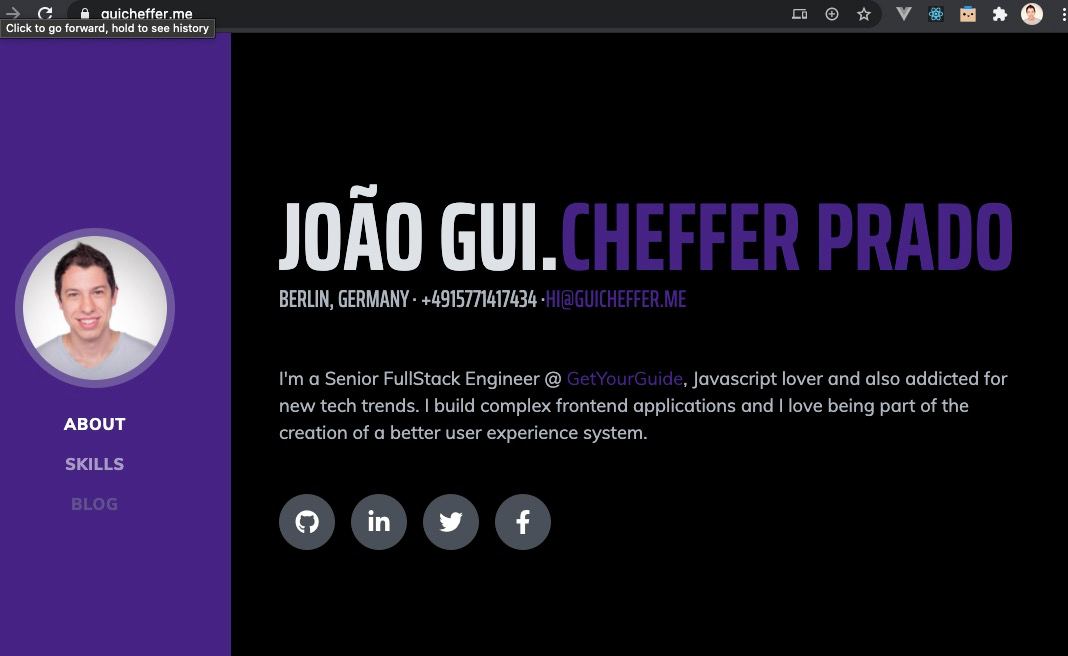 guicheffer.me
Click to go forward, hold to see history
JOÃO GUI.CHEFFER PRADO
BERLIN, GERMANY · +4915771417434 ·HI@GUICHEFFER.ME
I'm a Senior FullStack Engineer @ GetYourGuide, Javascript lover and also addicted for
new tech trends. I build complex frontend applications and I love being part of the
creation of a better user experience system.
ABOUT
SKILLS
BLOG
in
f